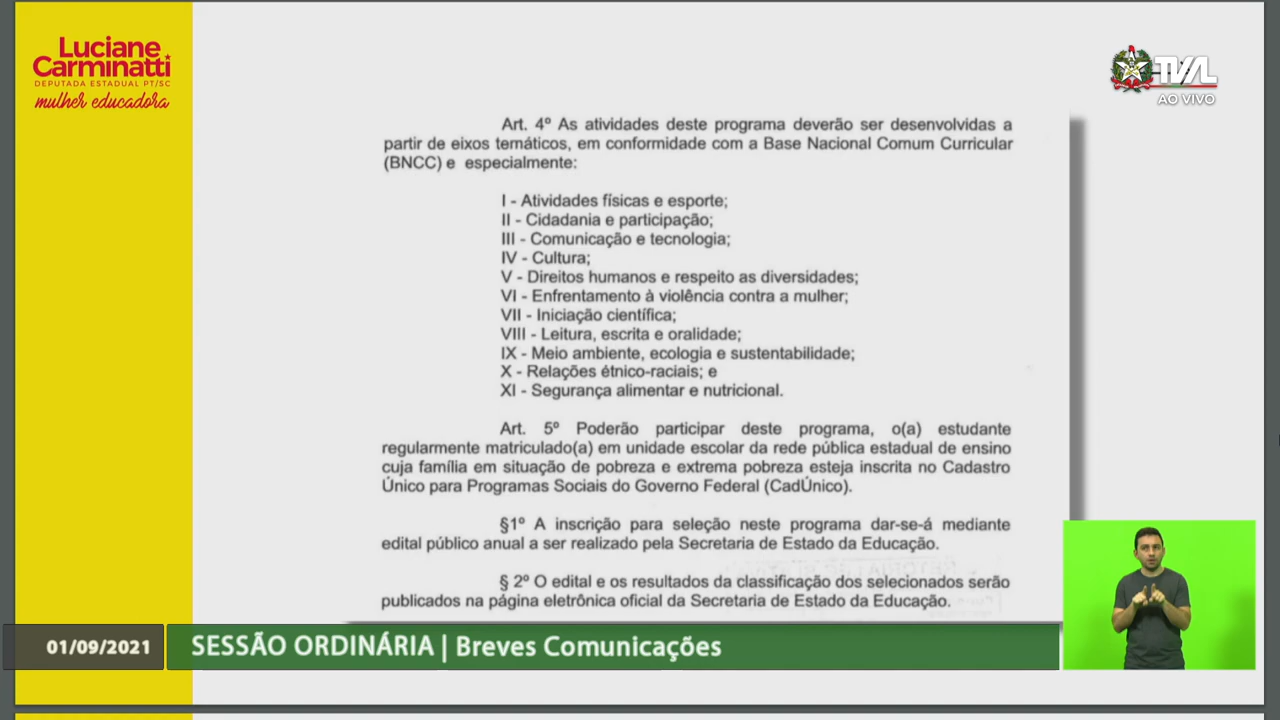 Luciane
Carminatti
DEPUTADA ESTADUAL PT/SC
mulher educadora
TVAL
AO VIVO
Art. 4º As atividades deste programa deverão ser desenvolvidas a
partir de eixos temáticos, em conformidade com a Base Nacional Comum Curricular
(BNCC) e especialmente:
I - Atividades físicas e esporte;
II - Cidadania e participação;
III - Comunicação e tecnologia;
IV - Cultura;
V - Direitos humanos e respeito as diversidades;
VI - Enfrentamento à violência contra a mulher;
VII - Iniciação científica;
VIII - Leitura, escrita e oralidade;
IX - Meio ambiente, ecologia e sustentabilidade;
X - Relações étnico-raciais; e
XI - Segurança alimentar e nutricional.
Art. 5º Poderão participar deste programa, o(a) estudante
regularmente matriculado(a) em unidade escolar da rede pública estadual de ensino
cuja família em situação de pobreza e extrema pobreza esteja inscrita no Cadastro
Único para Programas Sociais do Governo Federal (CadÚnico).
§1º A inscrição para seleção neste programa dar-se-á mediante
edital público anual a ser realizado pela Secretaria de Estado da Educação.
§ 2º O edital e os resultados da classificação dos selecionados serão
publicados na página eletrônica oficial da Secretaria de Estado da Educação.
01/09/2021
SESSÃO ORDINÁRIA | Breves Comunicações